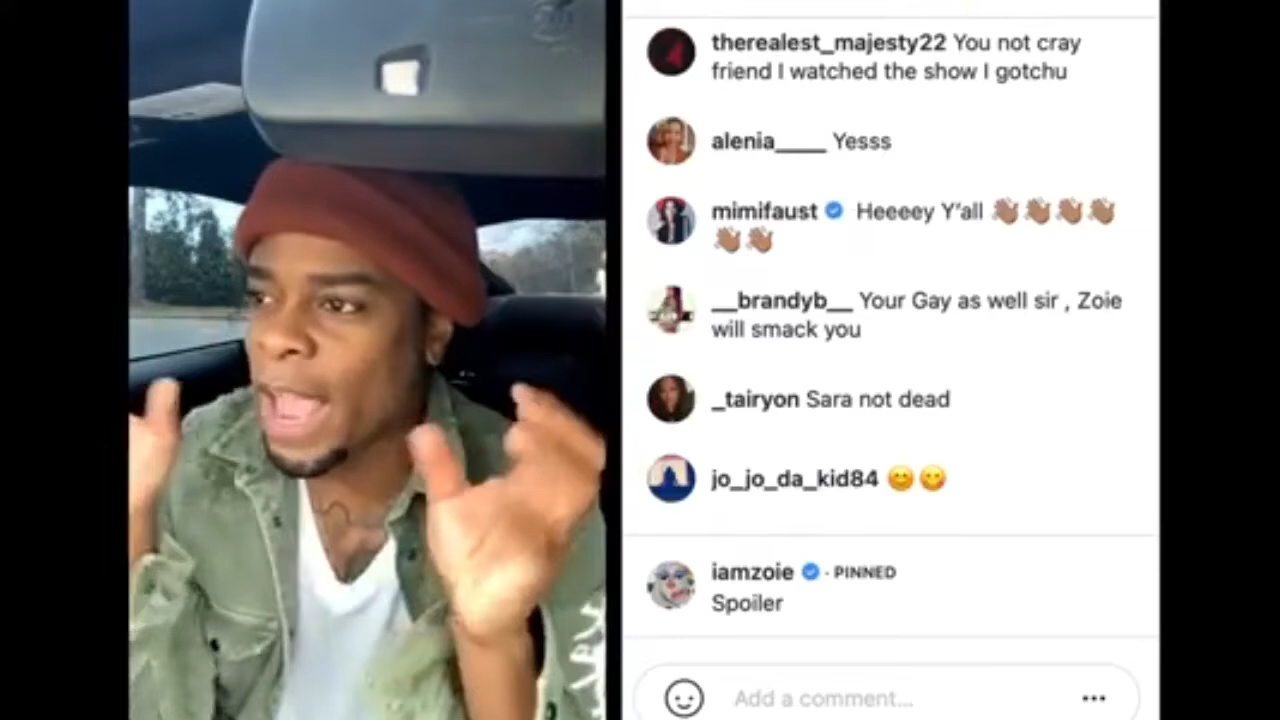 therealest_majesty22 You not cray
friend I watched the show I gotchu
alenia____ Yesss
mimifaust Heeeey Y'all 👋🏽👋🏽👋🏽👋🏽
👋🏽👋🏽
__brandyb__ Your Gay as well sir , Zoie
will smack you
_tairyon Sara not dead
jo_jo_da_kid84 😊😋
iamzoie · PINNED
Spoiler
Add a comment...